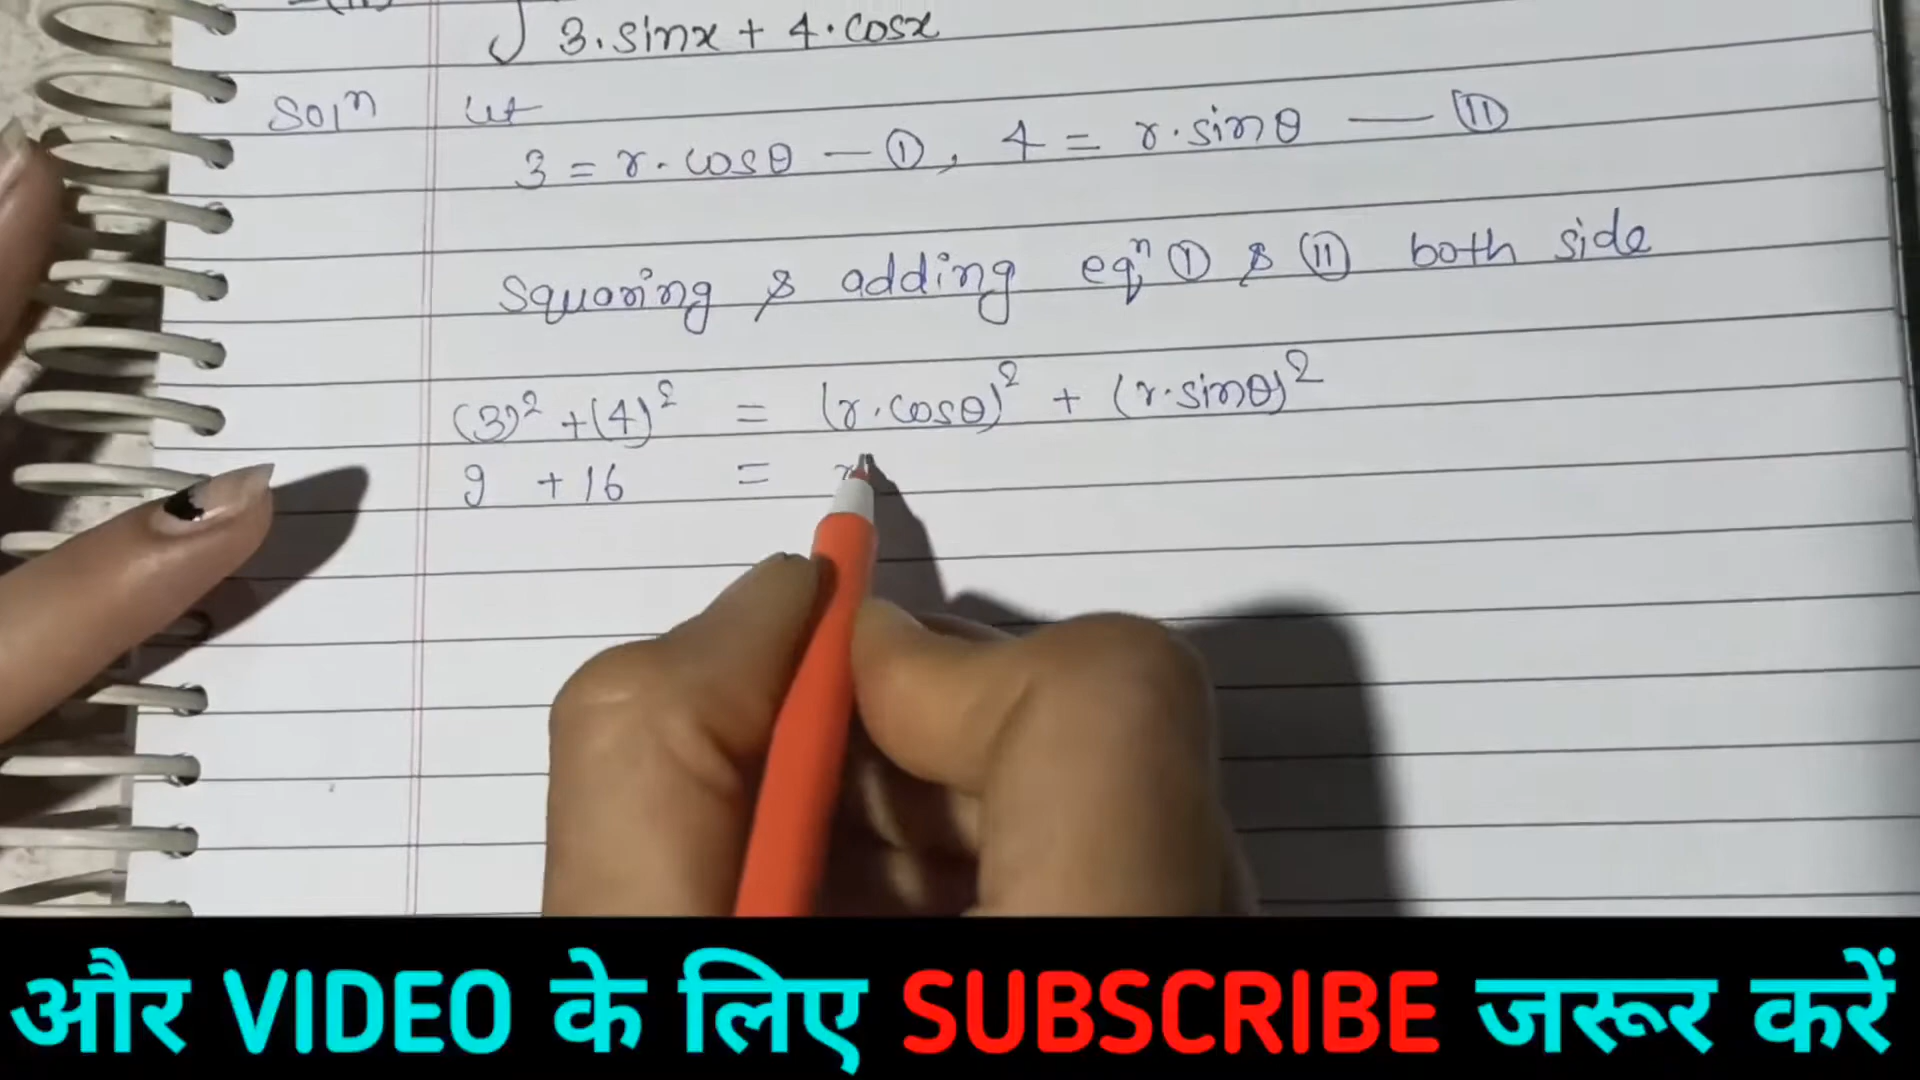 ∫ 3.sinx + 4.cosx
Solⁿ Let
3 = r.cosθ — ①, 4 = r.sinθ — ⑪
Squaring & adding eqⁿ ① & ⑪ both side
(3)² + (4)² = (r.cosθ)² + (r.sinθ)²
9 + 16 = r
और VIDEO के लिए SUBSCRIBE जरूर करें